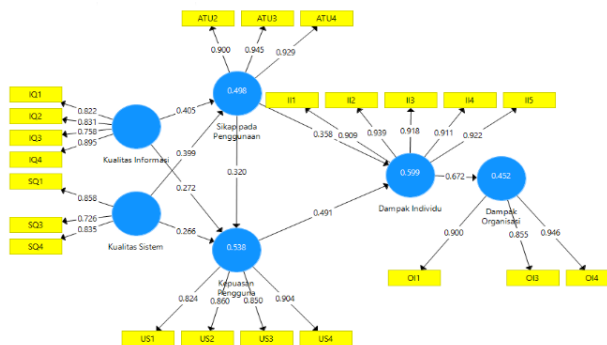 ATU2 ATU3 ATU4
0.900 0.945 0.929
0.498
Sikap pada
Penggunaan
IQ1
IQ2
IQ3
IQ4
0.822
0.831
0.758
0.895
Kualitas Informasi
0.405
0.399
0.272
0.320
0.266
SQ1
SQ3
SQ4
0.858
0.726
0.835
Kualitas Sistem
II1 II2 II3 II4 II5
0.909 0.939 0.918 0.911 0.922
0.358
0.491
0.599
Dampak Individu
0.672
0.452
Dampak
Organisasi
0.900 0.855 0.946
OI1 OI3 OI4
0.538
Kepuasan
Pengguna
0.824 0.860 0.850 0.904
US1 US2 US3 US4